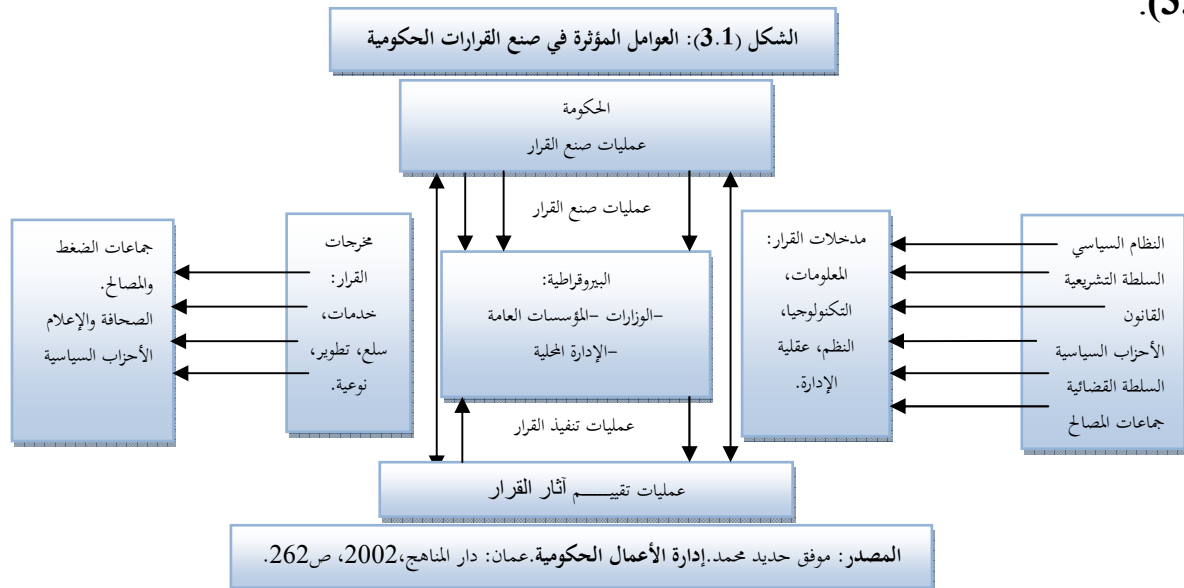 .(3.
الشكل (3.1): العوامل المؤثرة في صنع القرارات الحكومية
الحكومة
عمليات صنع القرار
عمليات صنع القرار
النظام السياسي
السلطة التشريعية
القانون
الأحزاب السياسية
السلطة القضائية
جماعات المصالح
مدخلات القرار:
المعلومات،
التكنولوجيا،
النظم، عقلية
الإدارة.
البيروقراطية:
-الوزارات -المؤسسات العامة
-الإدارة المحلية
مخرجات
القرار:
خدمات،
سلع، تطوير،
نوعية.
جماعات الضغط
والمصالح.
الصحافة والإعلام
الأحزاب السياسية
عمليات تنفيذ القرار
عمليات تقييـــــم آثار القرار
المصدر: موفق حديد محمد.إدارة الأعمال الحكومية.عمان: دار المناهج،2002، ص262.